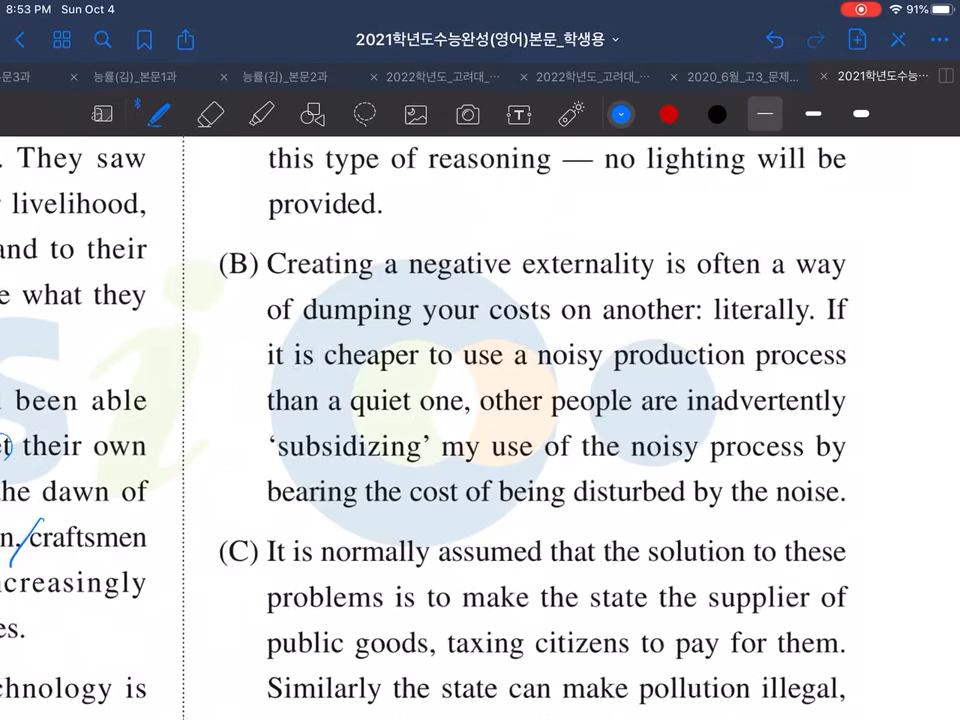 8:53 PM Sun Oct 4
91%
2021학년도수능완성(영어)본문_학생용
문3과
능률(김)_본문1과
능률(김)_본문2과
2022학년도_고려대_…
2022학년도_고려대_…
2020_6월_고3_문제…
2021학년도수능…
. They saw
livelihood,
and to their
e what they
been able
their own
the dawn of
n, craftsmen
ncreasingly
es.
chnology is
this type of reasoning — no lighting will be
provided.
(B) Creating a negative externality is often a way
of dumping your costs on another: literally. If
it is cheaper to use a noisy production process
than a quiet one, other people are inadvertently
‘subsidizing’ my use of the noisy process by
bearing the cost of being disturbed by the noise.
(C) It is normally assumed that the solution to these
problems is to make the state the supplier of
public goods, taxing citizens to pay for them.
Similarly the state can make pollution illegal,